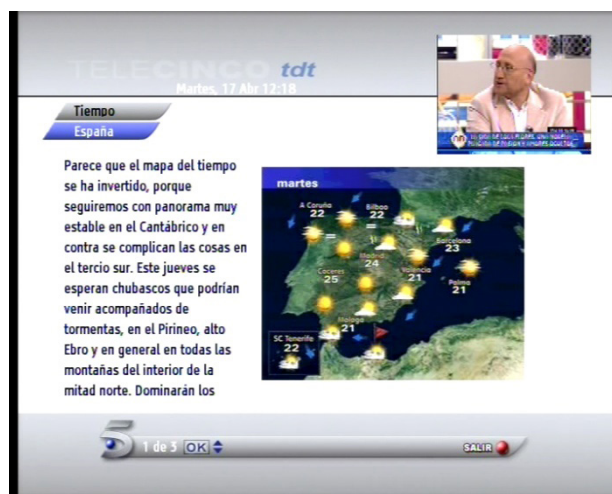 TELECINCO tdt
Martes, 17 Abr 12:18
Tiempo
España
Parece que el mapa del tiempo
se ha invertido, porque
seguiremos con panorama muy
estable en el Cantábrico y en
contra se complican las cosas en
el tercio sur. Este jueves se
esperan chubascos que podrían
venir acompañados de
tormentas, en el Pirineo, alto
Ebro y en general en todas las
montañas del interior de la
mitad norte. Dominarán los
martes
A Coruña
22
Bilbao
22
Barcelona
23
Madrid
24
Cáceres
25
Valencia
21
Palma
21
Málaga
21
SC Tenerife
22
5
1 de 3 OK
SALIR